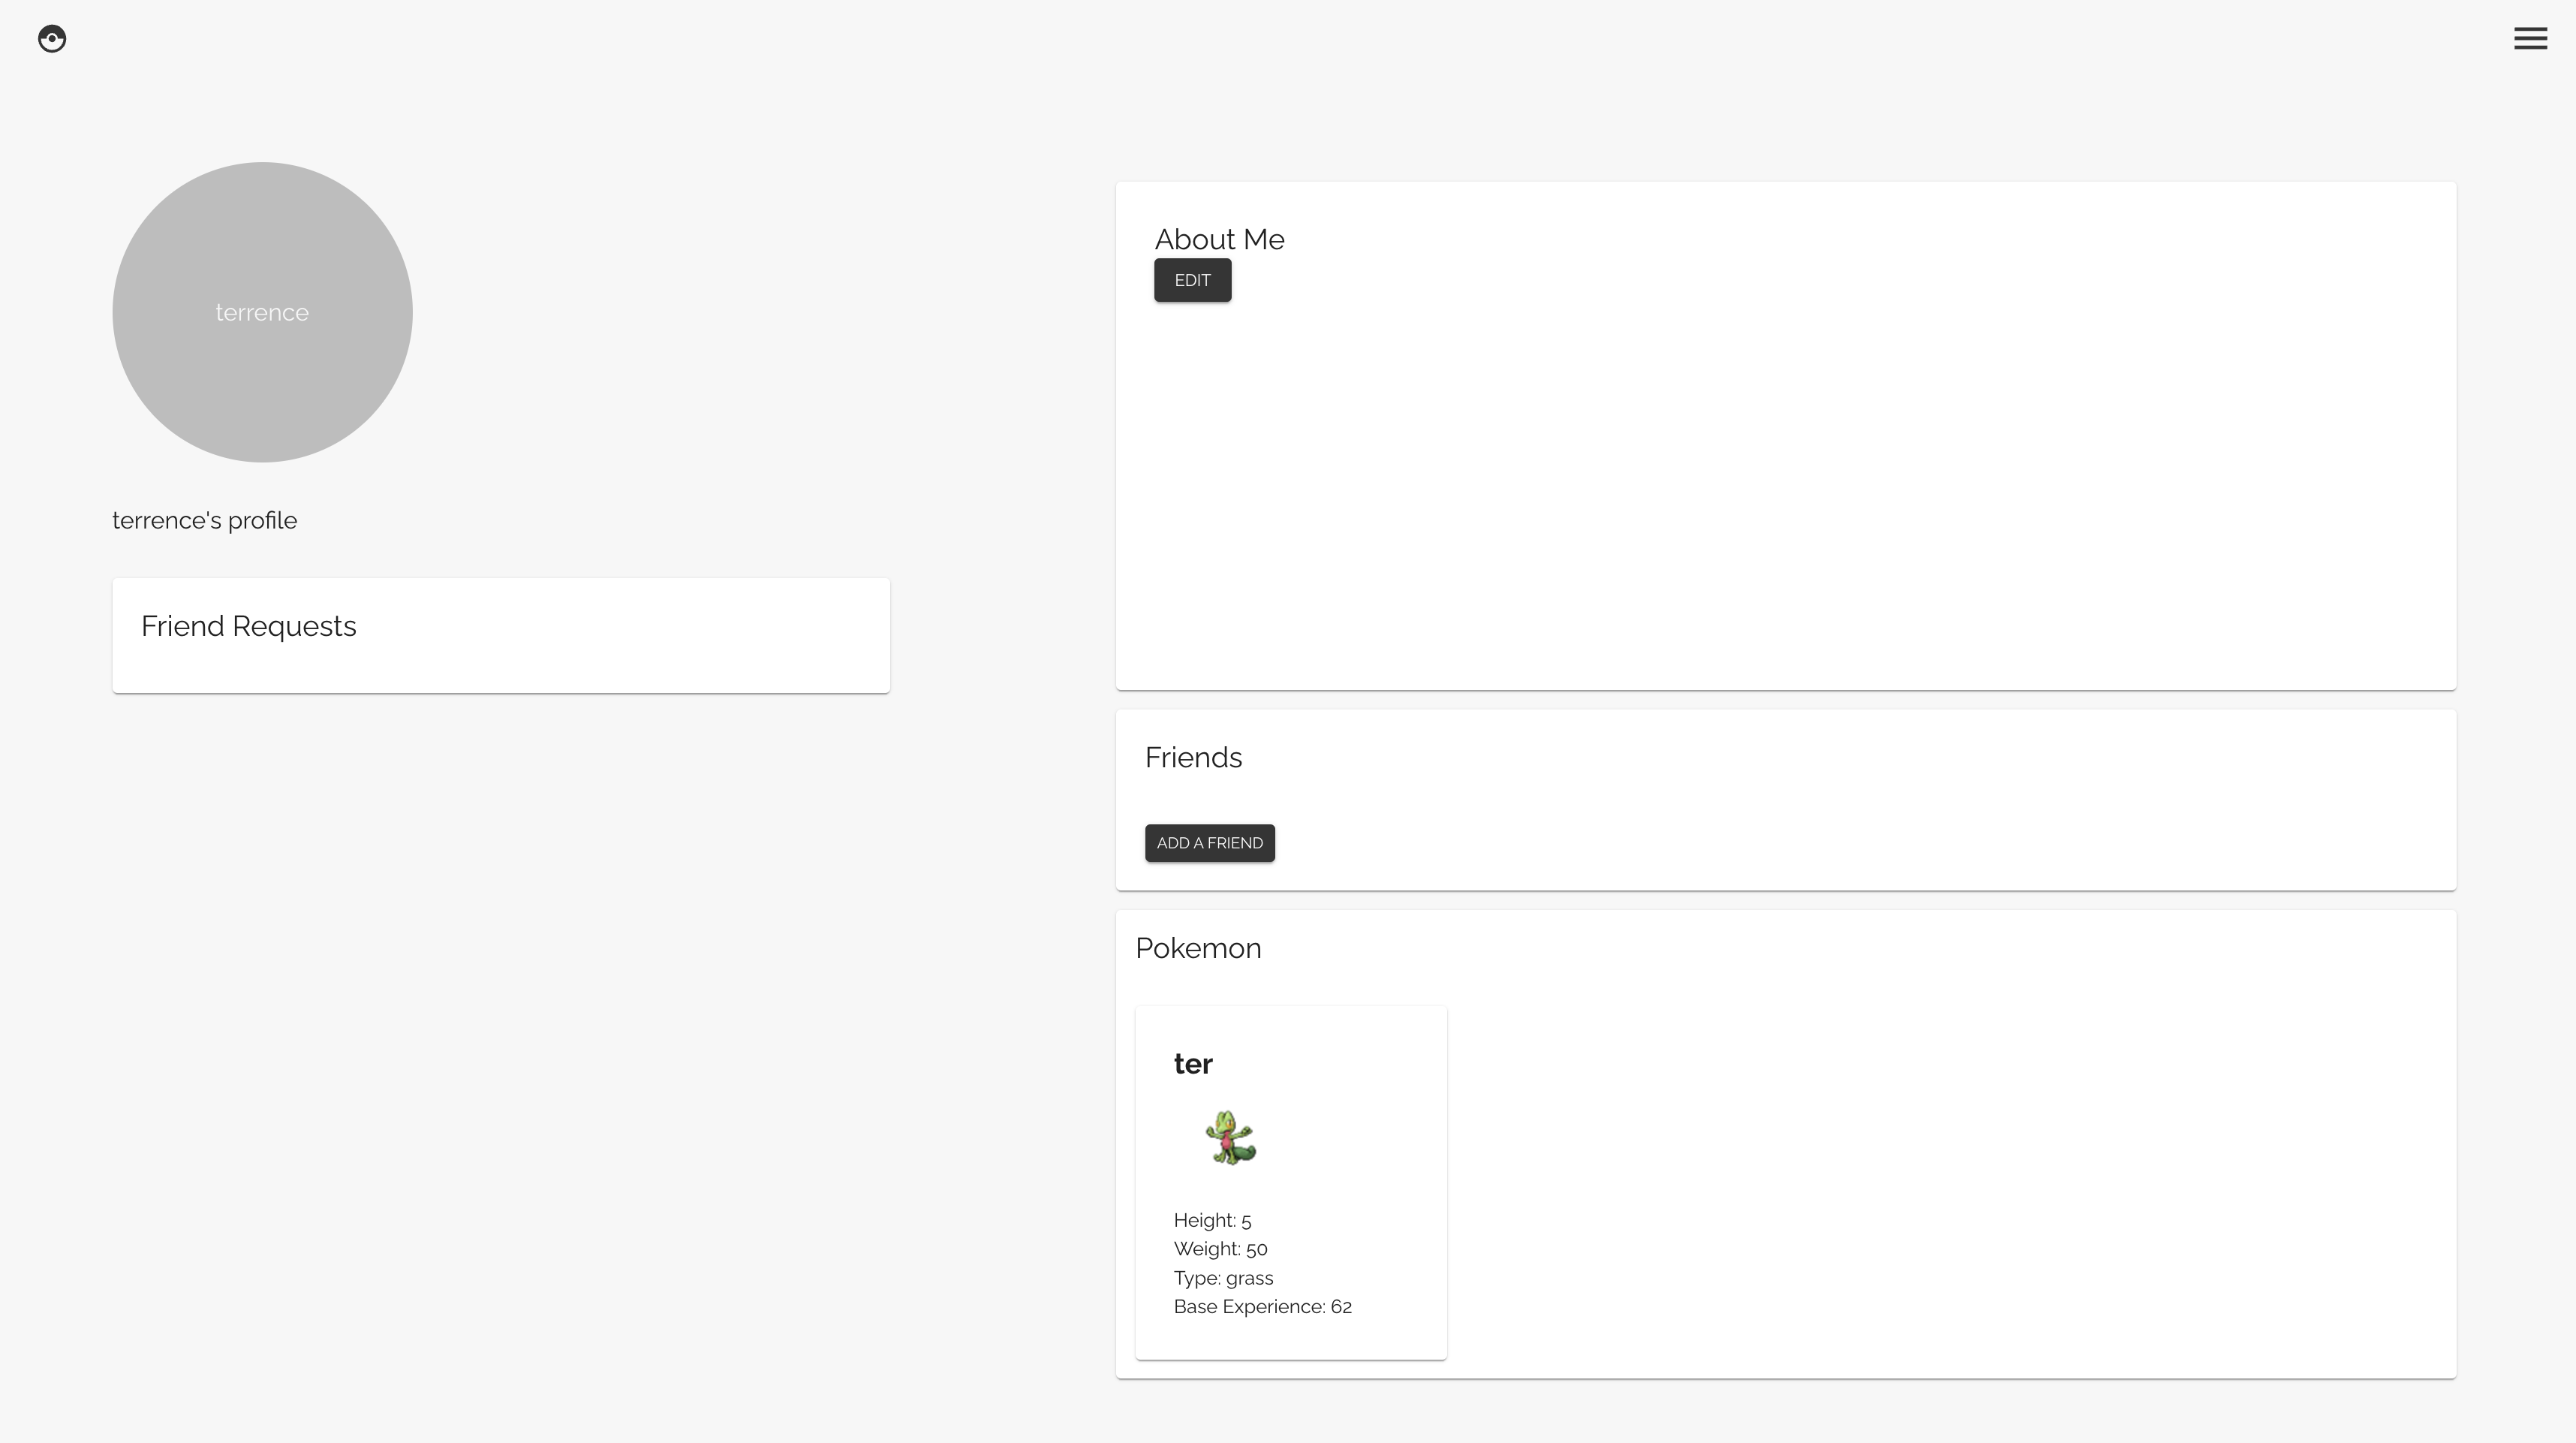 terrence
terrence's profile
Friend Requests
About Me
EDIT
Friends
ADD A FRIEND
Pokemon
ter
Height: 5
Weight: 50
Type: grass
Base Experience: 62